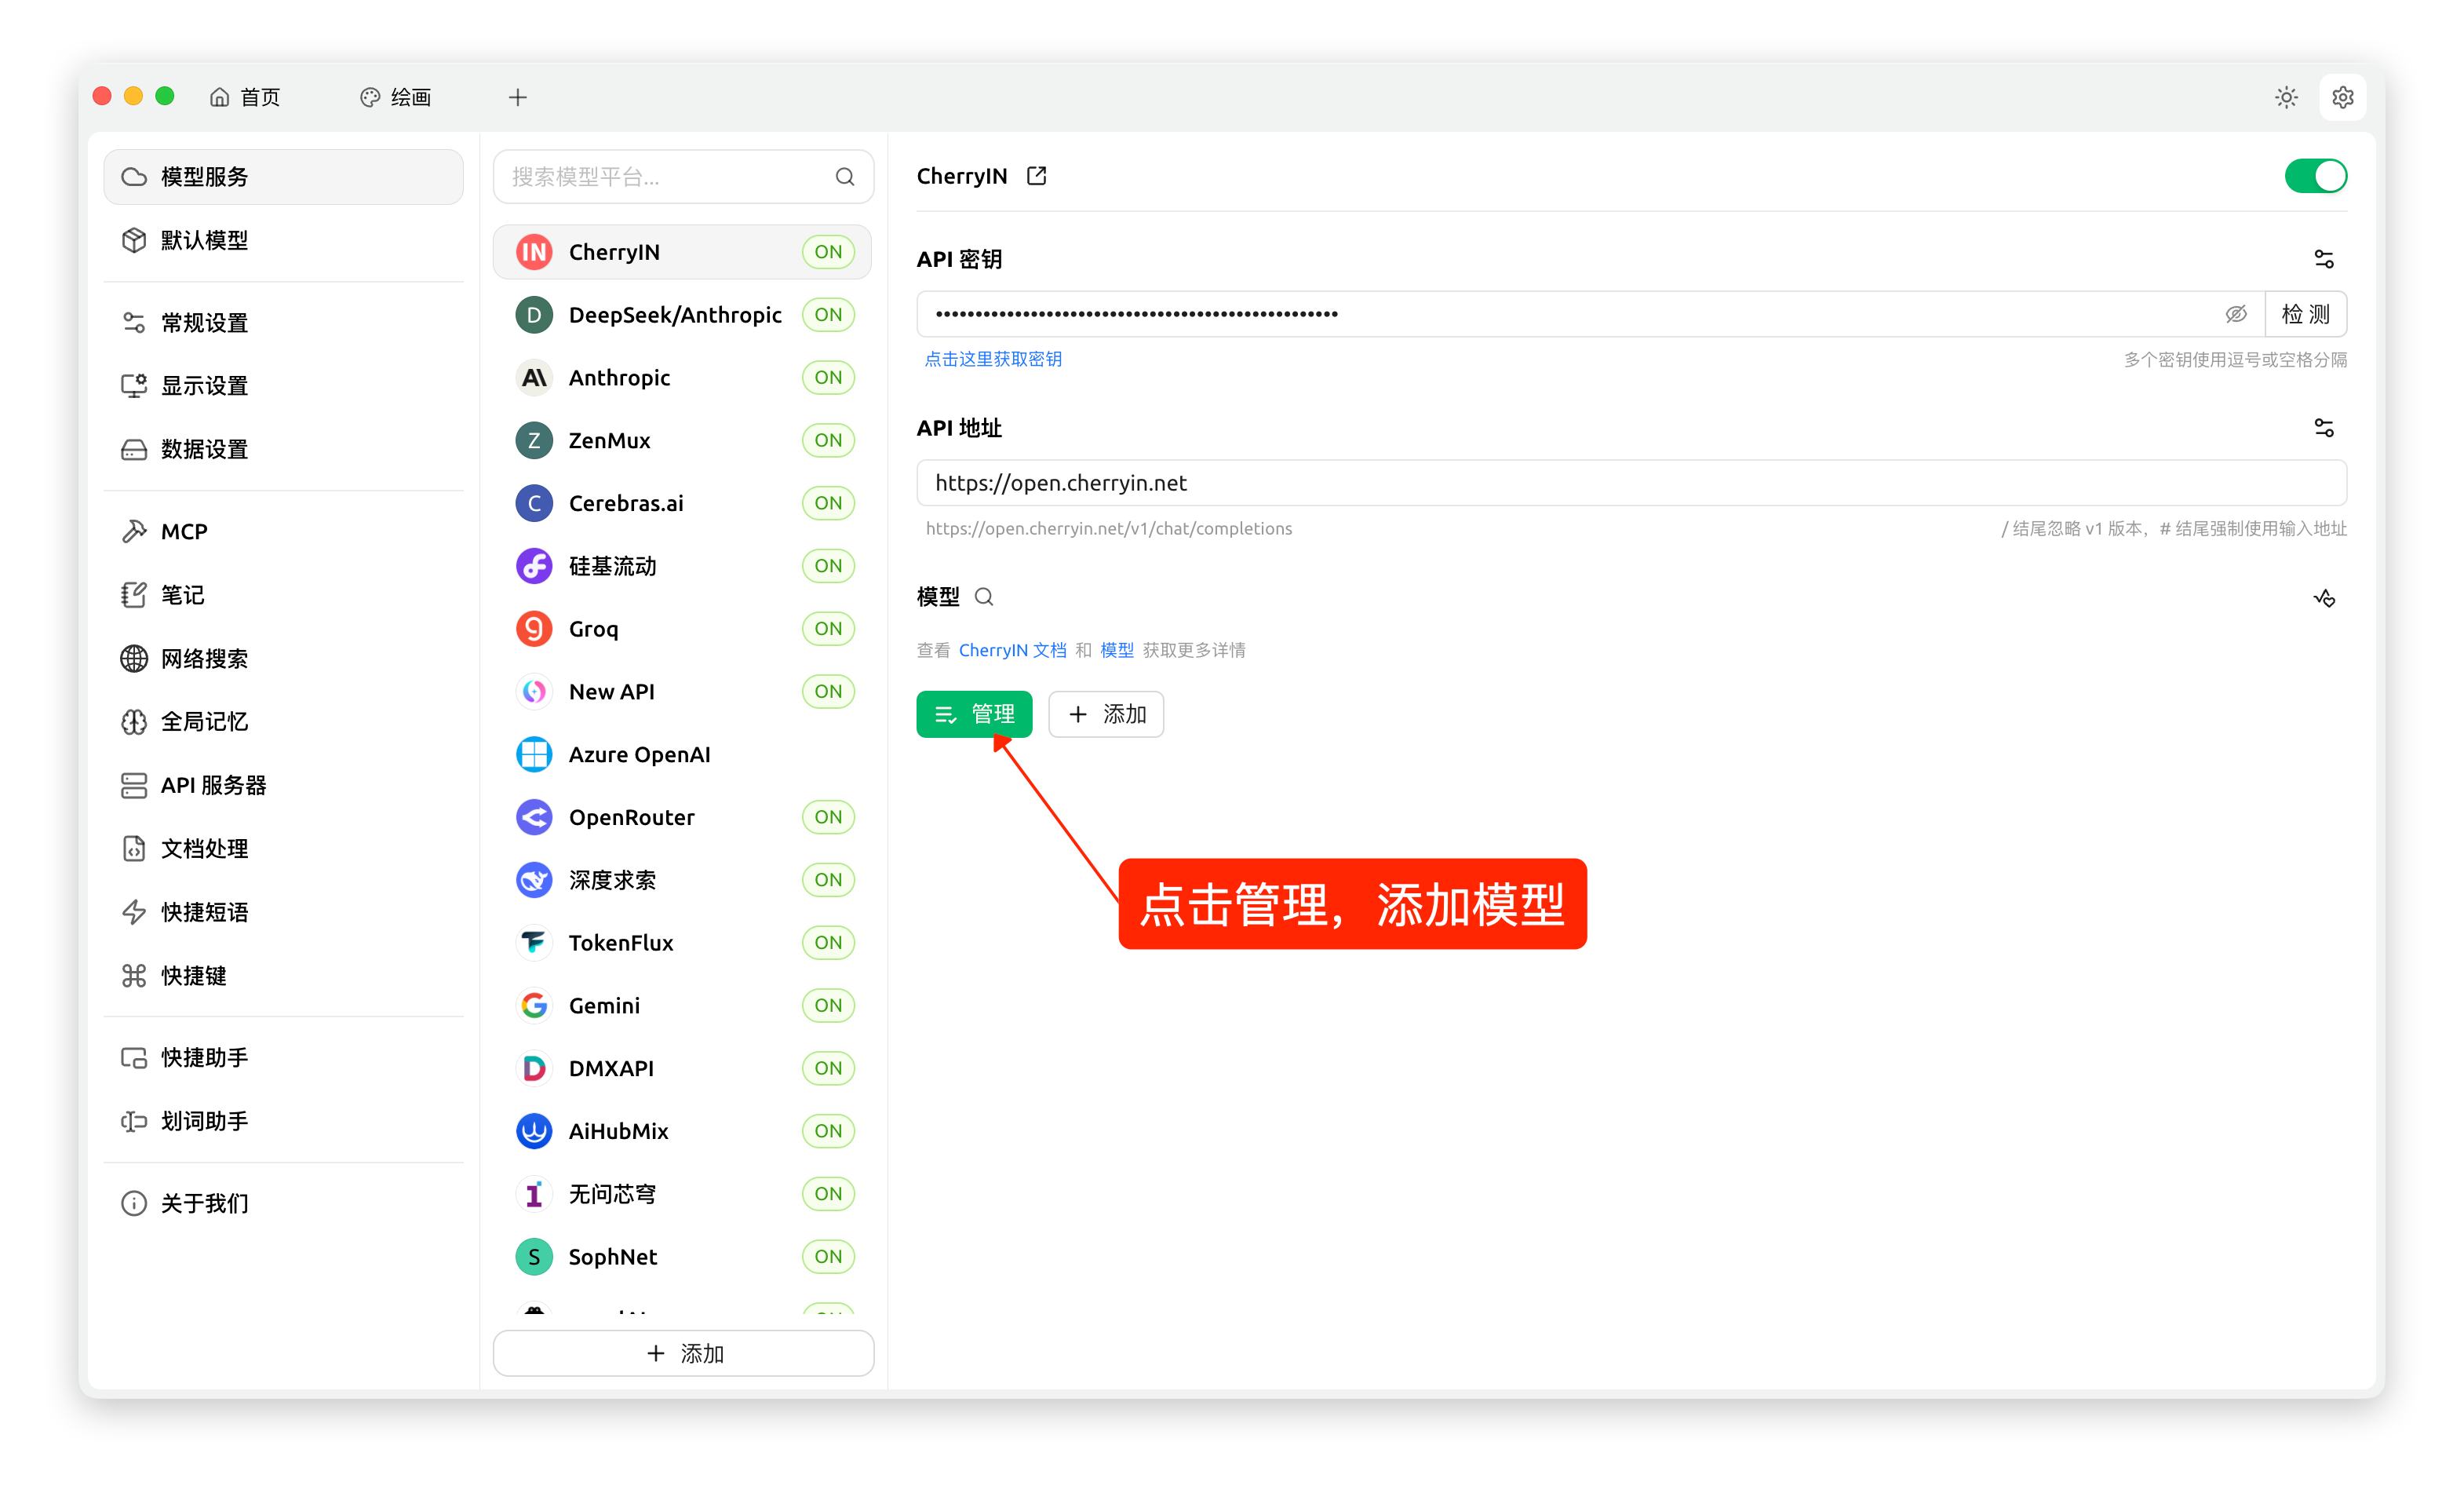 首页
绘画
模型服务
默认模型
常规设置
显示设置
数据设置
MCP
笔记
网络搜索
全局记忆
API 服务器
文档处理
快捷短语
快捷键
快捷助手
划词助手
关于我们
搜索模型平台...
IN CherryIN ON
D DeepSeek/Anthropic ON
Anthropic ON
Z ZenMux ON
C Cerebras.ai ON
硅基流动 ON
Groq ON
New API ON
Azure OpenAI
OpenRouter ON
深度求索 ON
TokenFlux ON
Gemini ON
DMXAPI ON
AiHubMix ON
无问芯穹 ON
S SophNet ON
添加
CherryIN
API 密钥
检 测
点击这里获取密钥
多个密钥使用逗号或空格分隔
API 地址
https://open.cherryin.net
https://open.cherryin.net/v1/chat/completions
/ 结尾忽略 v1 版本，# 结尾强制使用输入地址
模型
查看 CherryIN 文档 和 模型 获取更多详情
管理
添加
点击管理，添加模型